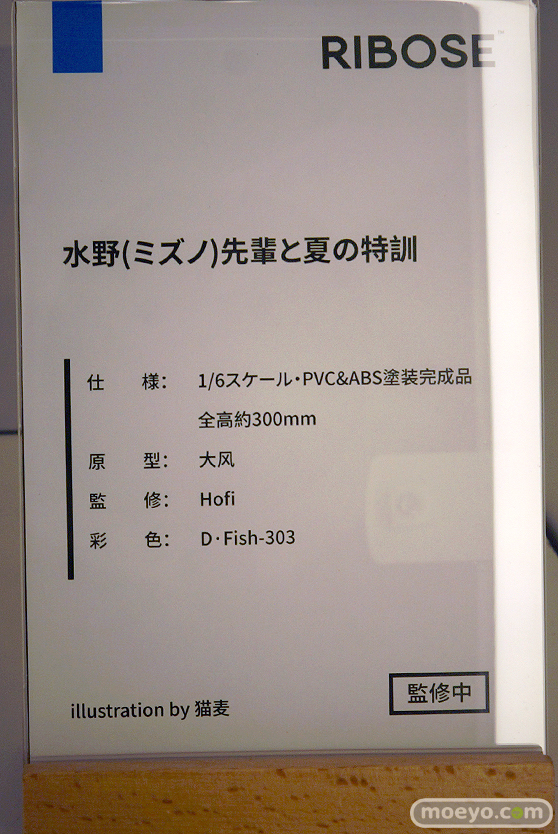 RIBOSE™
水野(ミズノ)先輩と夏の特訓
仕 様： 1/6スケール・PVC&ABS塗装完成品
全高約300mm
原 型： 大风
監 修： Hofi
彩 色： D·Fish-303
illustration by 猫麦
監修中
moeyo.com